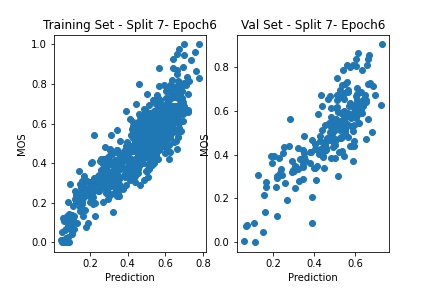 Training Set - Split 7- Epoch6
Val Set - Split 7- Epoch6
MOS
1.0
0.8
0.6
0.4
0.2
0.0
0.2 0.4 0.6 0.8
Prediction
MOS
0.8
0.6
0.4
0.2
0.0
0.2 0.4 0.6
Prediction